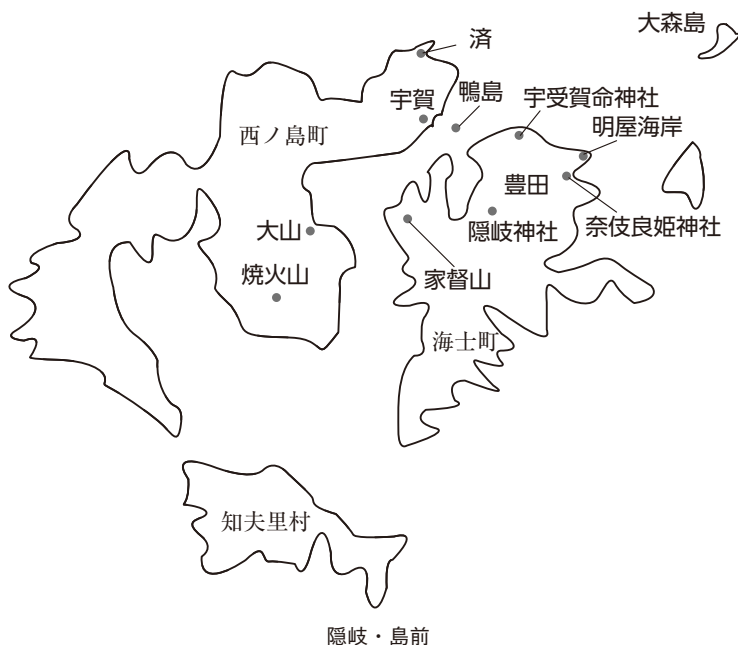 大森島
済
鴨島
宇受賀命神社
宇賀
明屋海岸
西ノ島町
豊田
大山
隠岐神社
奈伎良姫神社
焼火山
家督山
海士町
知夫里村
隠岐・島前